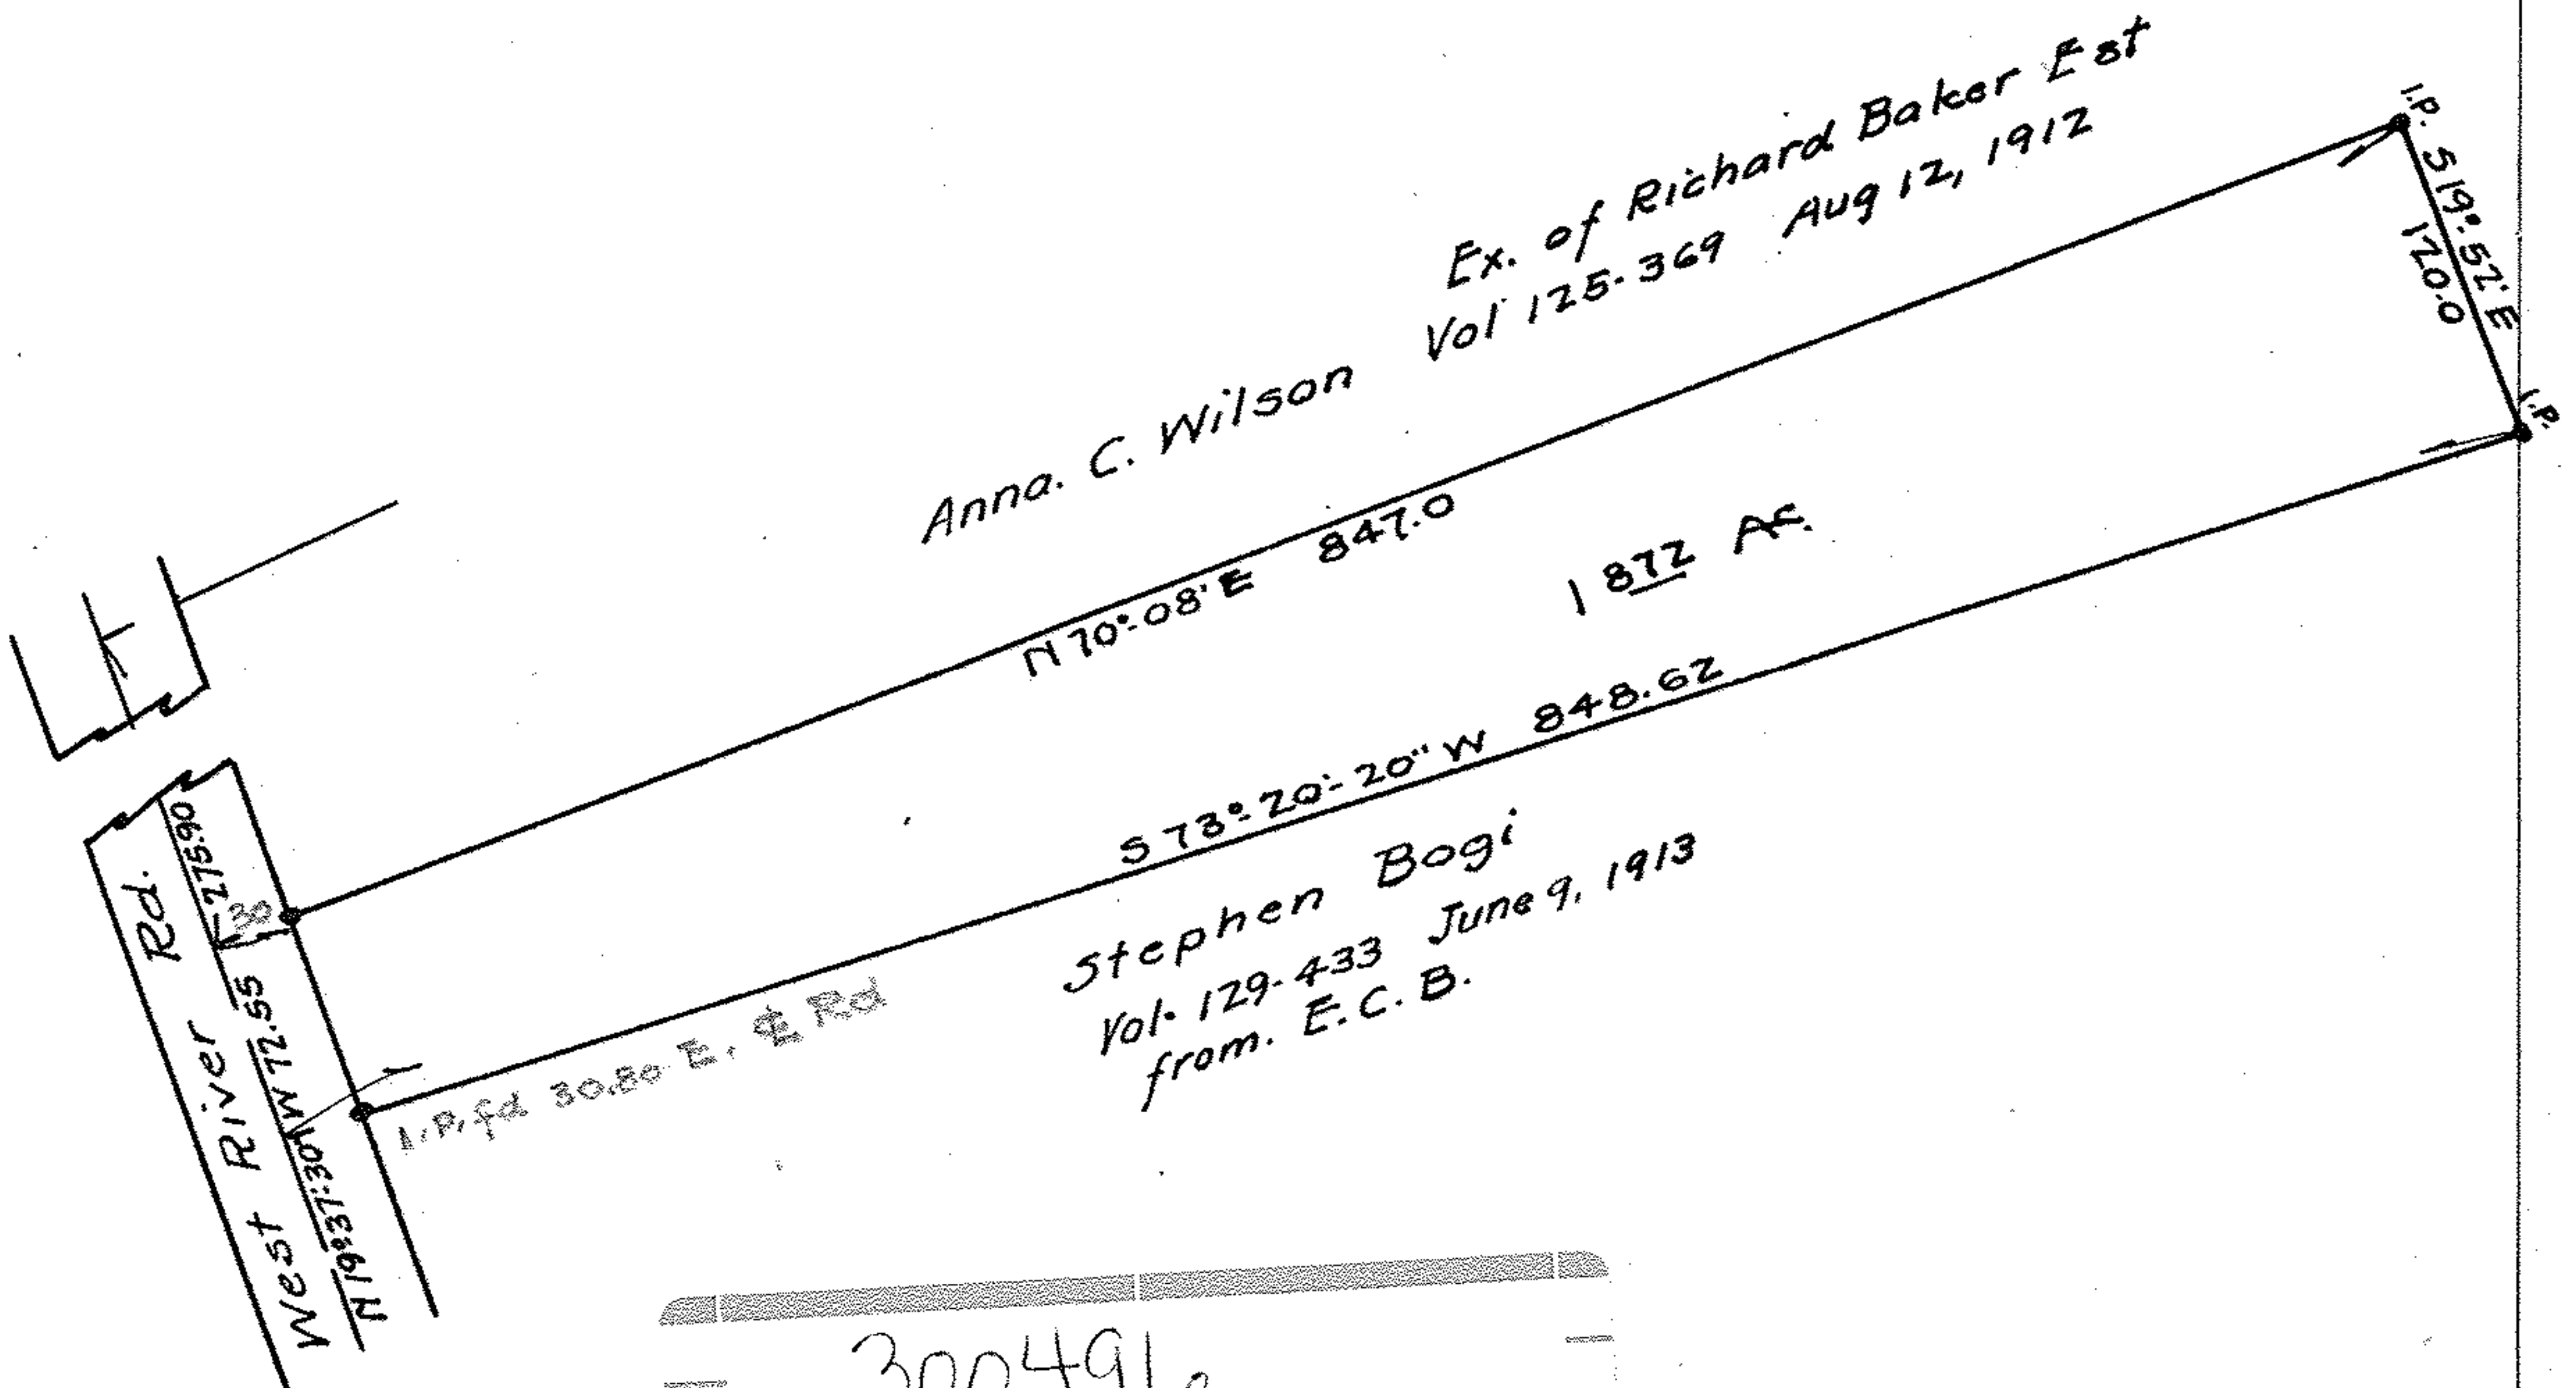 Ex. of Richard Baker Est
Vol 125-369 Aug 12, 1912
Anna. C. Wilson
I.P.
S 19°-52' E
120.0
I.P.
N 70°-08' E 847.0
1 872 Ac.
S 73°-20'-20" W 848.62
Stephen Bogi
Vol. 129-433 June 9, 1913
from. E.C.B.
I.P. fd 30.80 E. ℄ Rd
West River Rd.
275.90
30
N 19°-37'-30" W 72.55